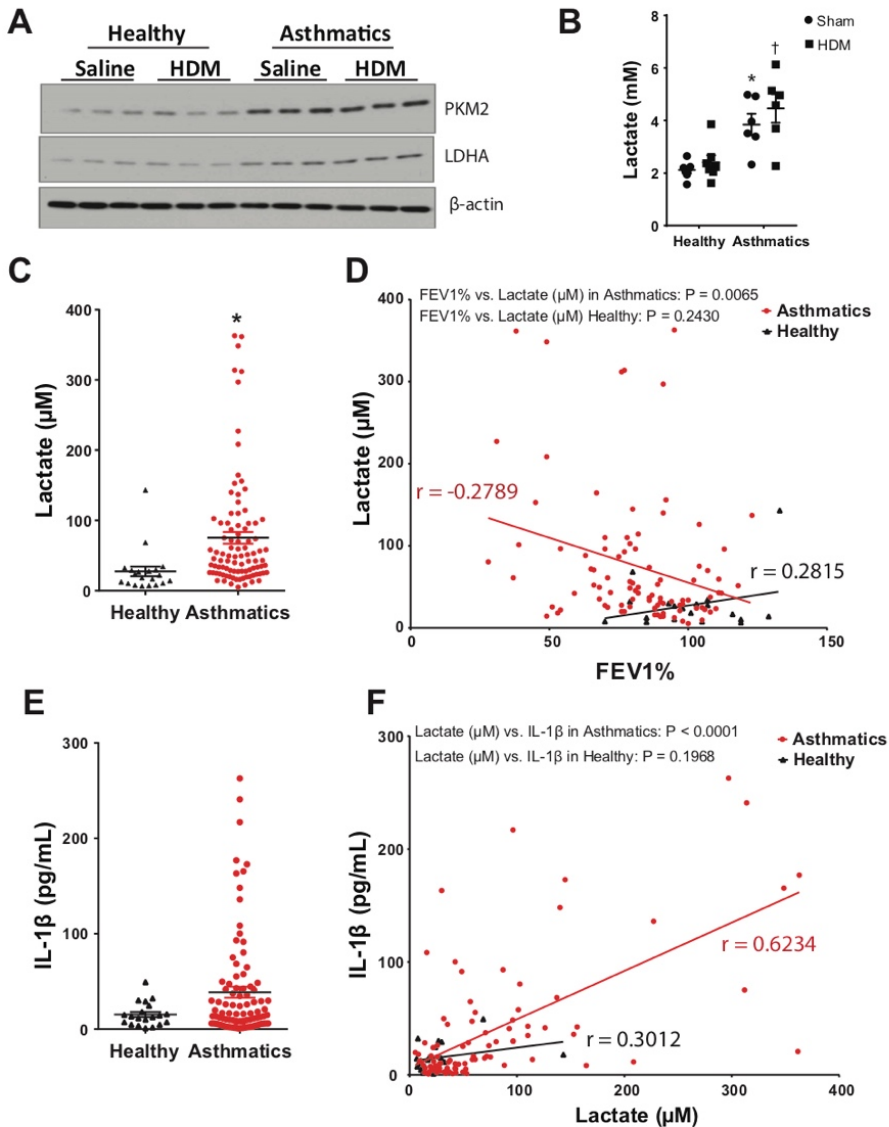 A
Healthy
Asthmatics
Saline
HDM
Saline
HDM
PKM2
LDHA
β-actin
B
Sham
HDM
Lactate (mM)
8
6
4
2
0
*
†
Healthy
Asthmatics
C
Lactate (μM)
400
300
200
100
0
*
Healthy
Asthmatics
D
FEV1% vs. Lactate (μM) in Asthmatics: P = 0.0065
FEV1% vs. Lactate (μM) Healthy: P = 0.2430
Asthmatics
Healthy
Lactate (μM)
400
300
200
100
0
r = -0.2789
r = 0.2815
0
50
100
150
FEV1%
E
IL-1β (pg/mL)
300
200
100
0
Healthy
Asthmatics
F
Lactate (μM) vs. IL-1β in Asthmatics: P < 0.0001
Lactate (μM) vs. IL-1β in Healthy: P = 0.1968
Asthmatics
Healthy
IL-1β (pg/mL)
300
200
100
0
r = 0.6234
r = 0.3012
0
100
200
300
400
Lactate (μM)